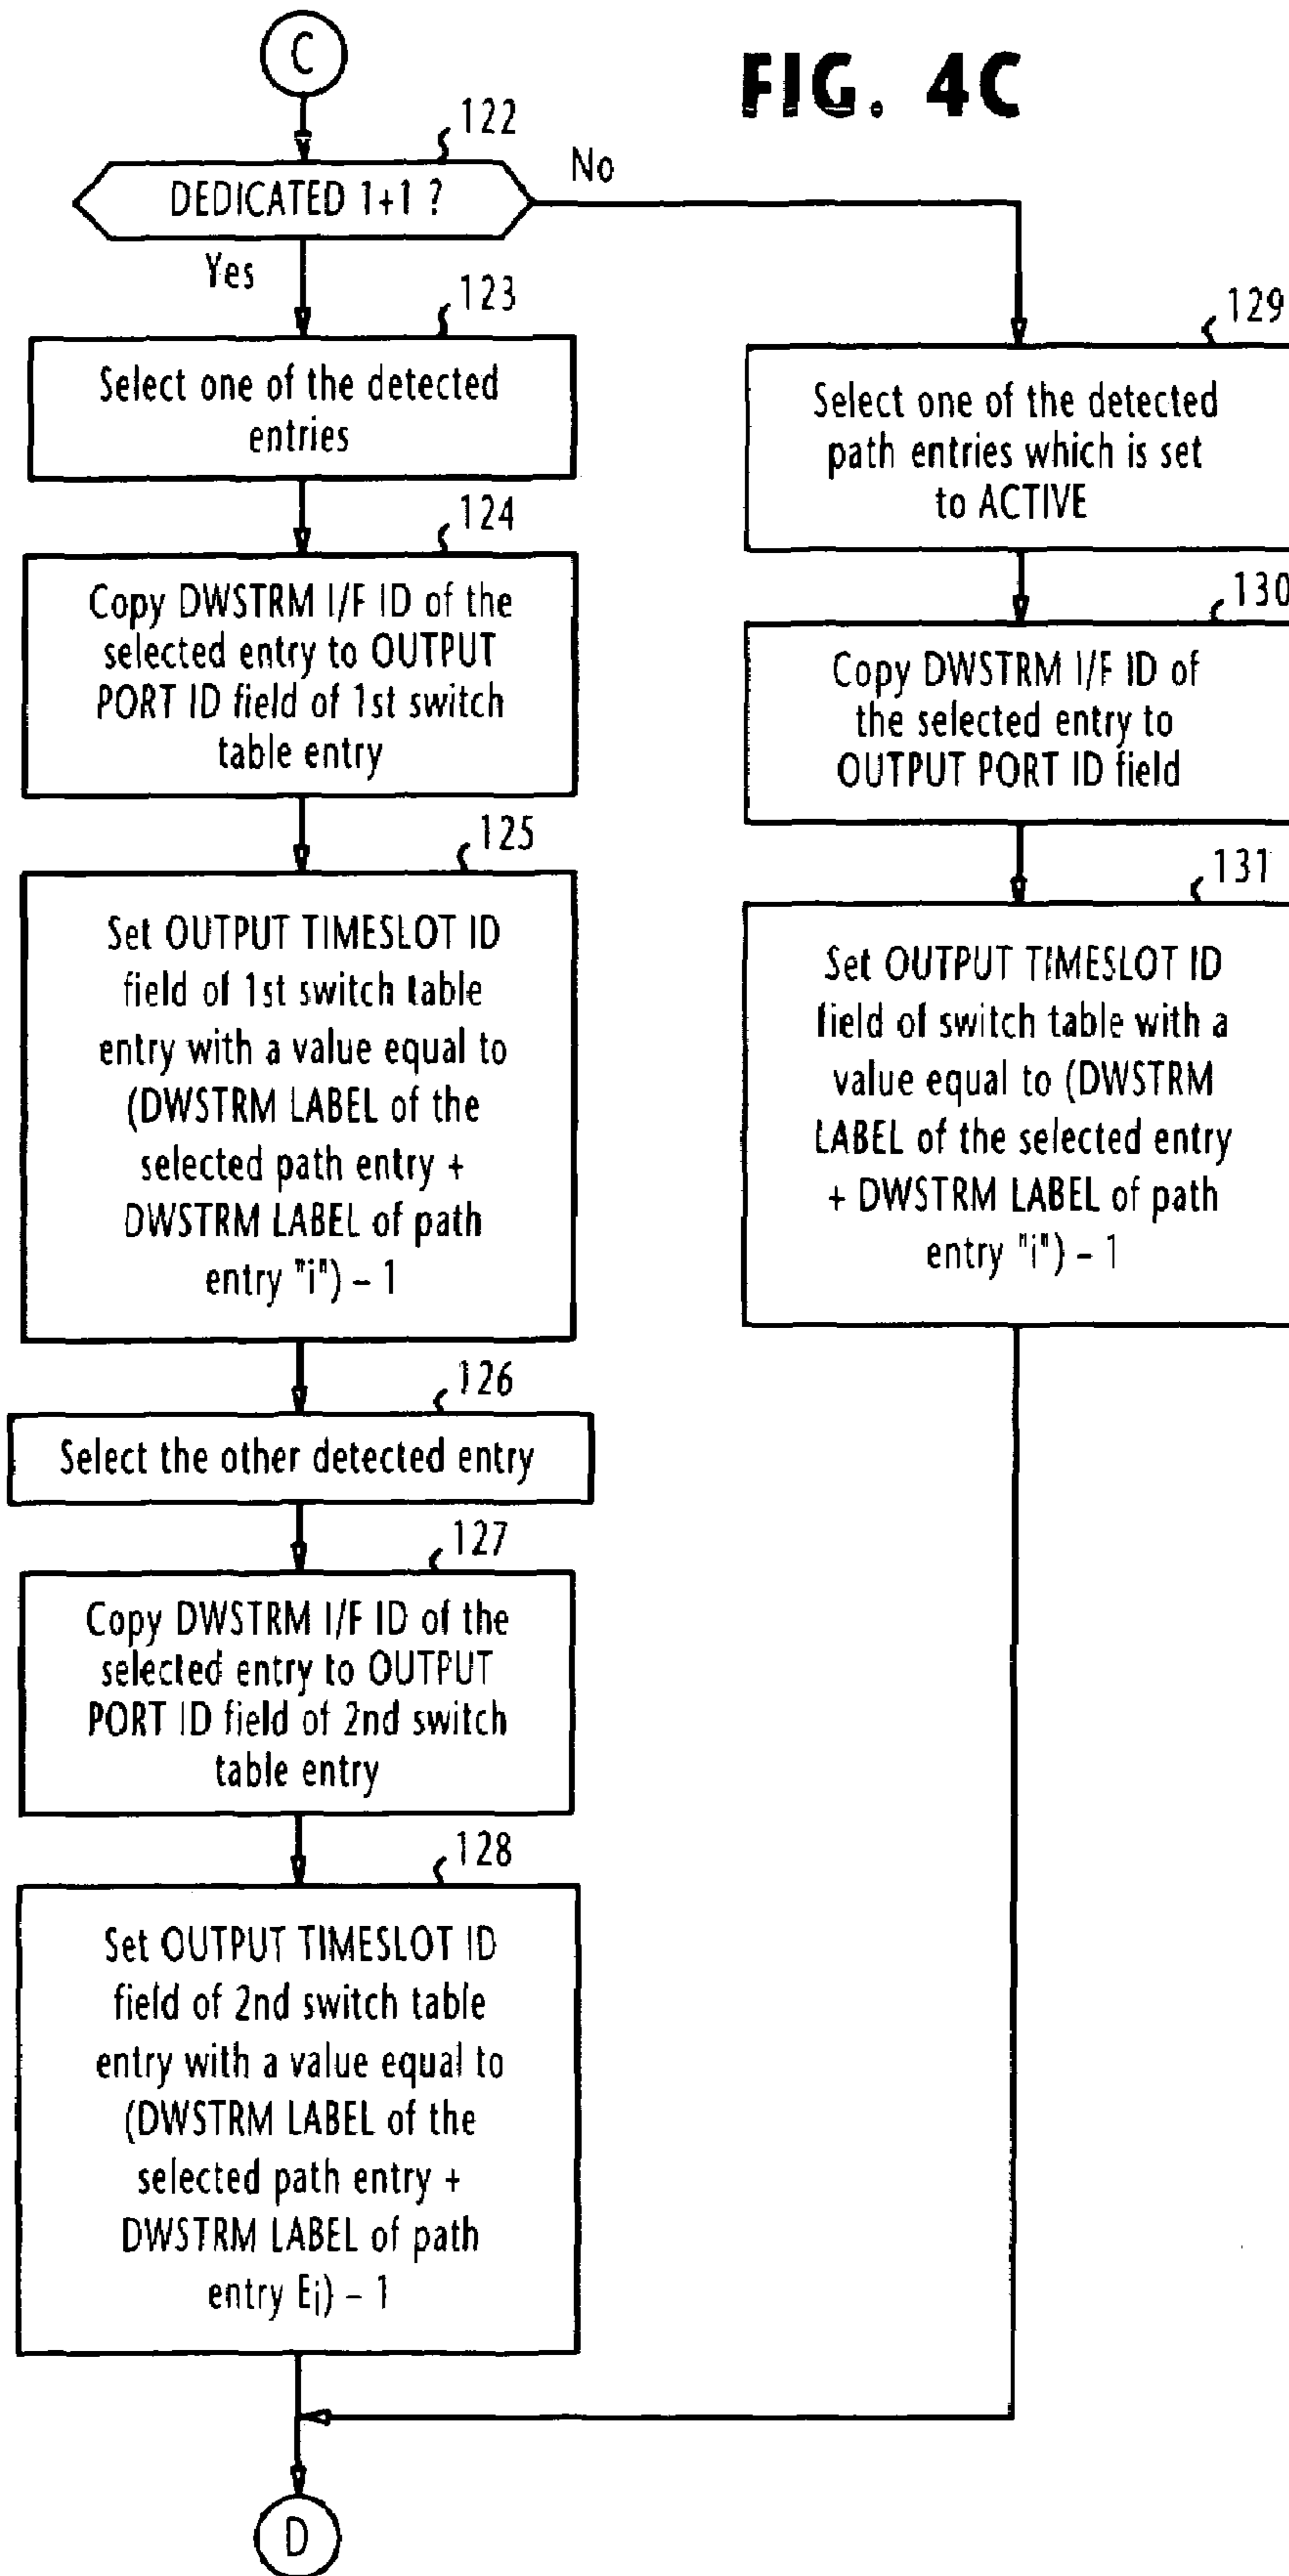 C
FIG. 4C
122
DEDICATED 1+1 ?
No
Yes
123
Select one of the detected
entries
124
Copy DWSTRM I/F ID of the
selected entry to OUTPUT
PORT ID field of 1st switch
table entry
125
Set OUTPUT TIMESLOT ID
field of 1st switch table
entry with a value equal to
(DWSTRM LABEL of the
selected path entry +
DWSTRM LABEL of path
entry "i") – 1
126
Select the other detected entry
127
Copy DWSTRM I/F ID of the
selected entry to OUTPUT
PORT ID field of 2nd switch
table entry
128
Set OUTPUT TIMESLOT ID
field of 2nd switch table
entry with a value equal to
(DWSTRM LABEL of the
selected path entry +
DWSTRM LABEL of path
entry Ei) – 1
129
Select one of the detected
path entries which is set
to ACTIVE
130
Copy DWSTRM I/F ID of
the selected entry to
OUTPUT PORT ID field
131
Set OUTPUT TIMESLOT ID
field of switch table with a
value equal to (DWSTRM
LABEL of the selected entry
+ DWSTRM LABEL of path
entry "i") – 1
D